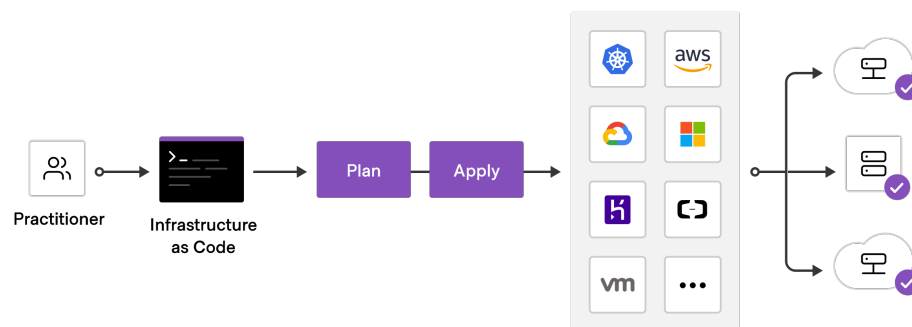 Practitioner
>_
Infrastructure
as Code
Plan
Apply
aws
vm